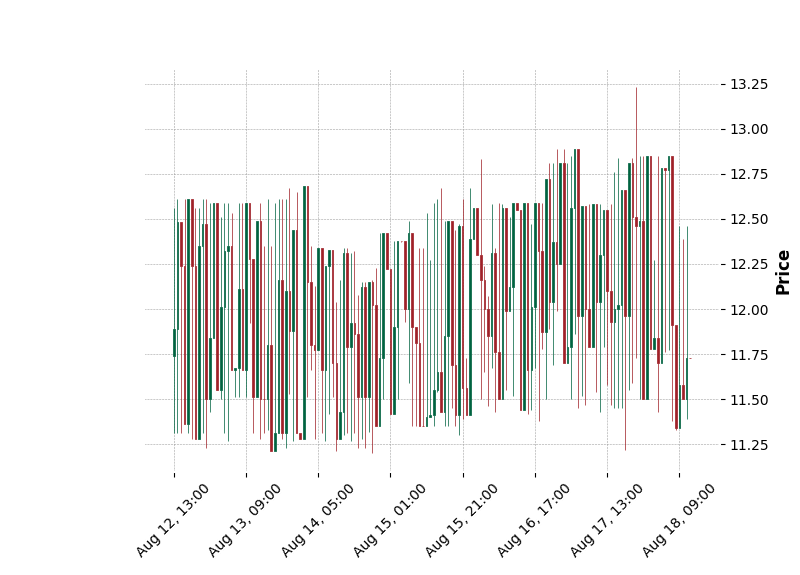 13.25
13.00
12.75
12.50
12.25
12.00
11.75
11.50
11.25
Price
Aug 12, 13:00
Aug 13, 09:00
Aug 14, 05:00
Aug 15, 01:00
Aug 15, 21:00
Aug 16, 17:00
Aug 17, 13:00
Aug 18, 09:00